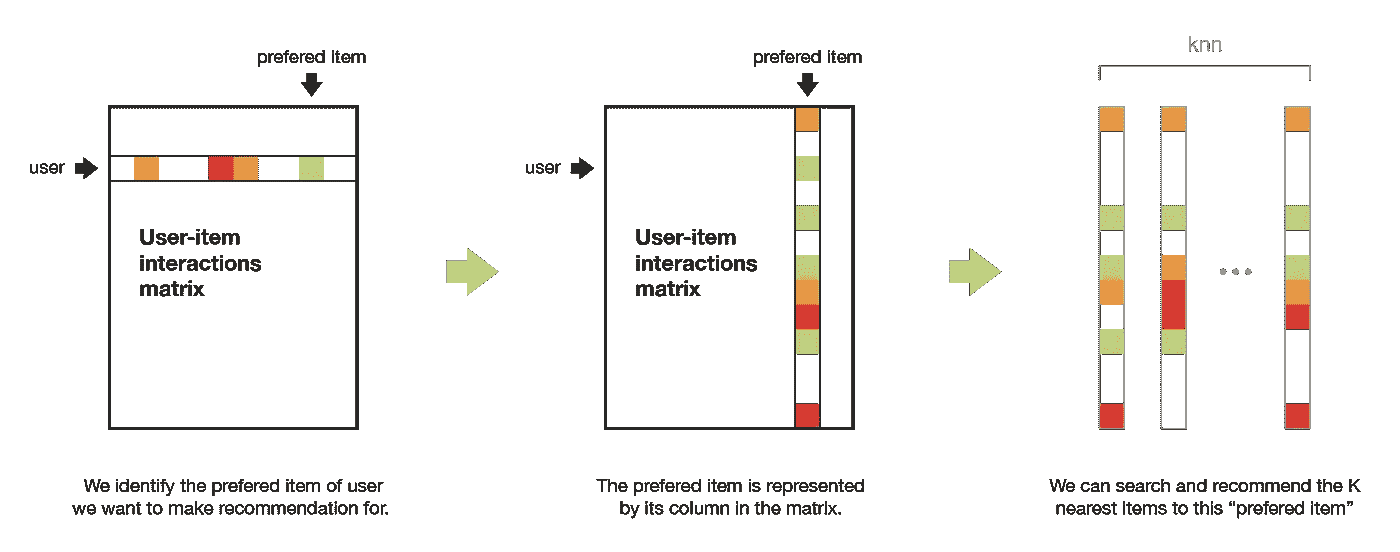 prefered item
user
User-item
interactions
matrix
We identify the prefered item of user
we want to make recommendation for.
prefered item
user
User-item
interactions
matrix
The prefered item is represented
by its column in the matrix.
knn
We can search and recommend the K
nearest items to this “prefered item”